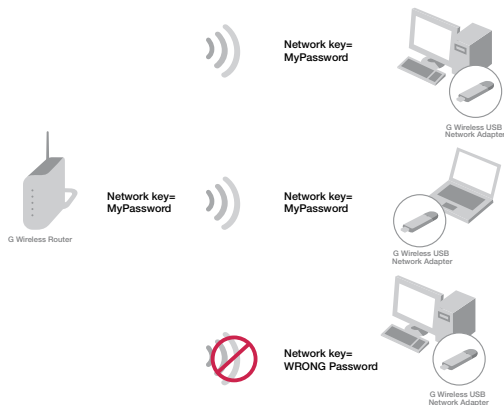 Network key=
MyPassword
G Wireless USB
Network Adapter
G Wireless Router
Network key=
MyPassword
Network key=
MyPassword
G Wireless USB
Network Adapter
Network key=
WRONG Password
G Wireless USB
Network Adapter